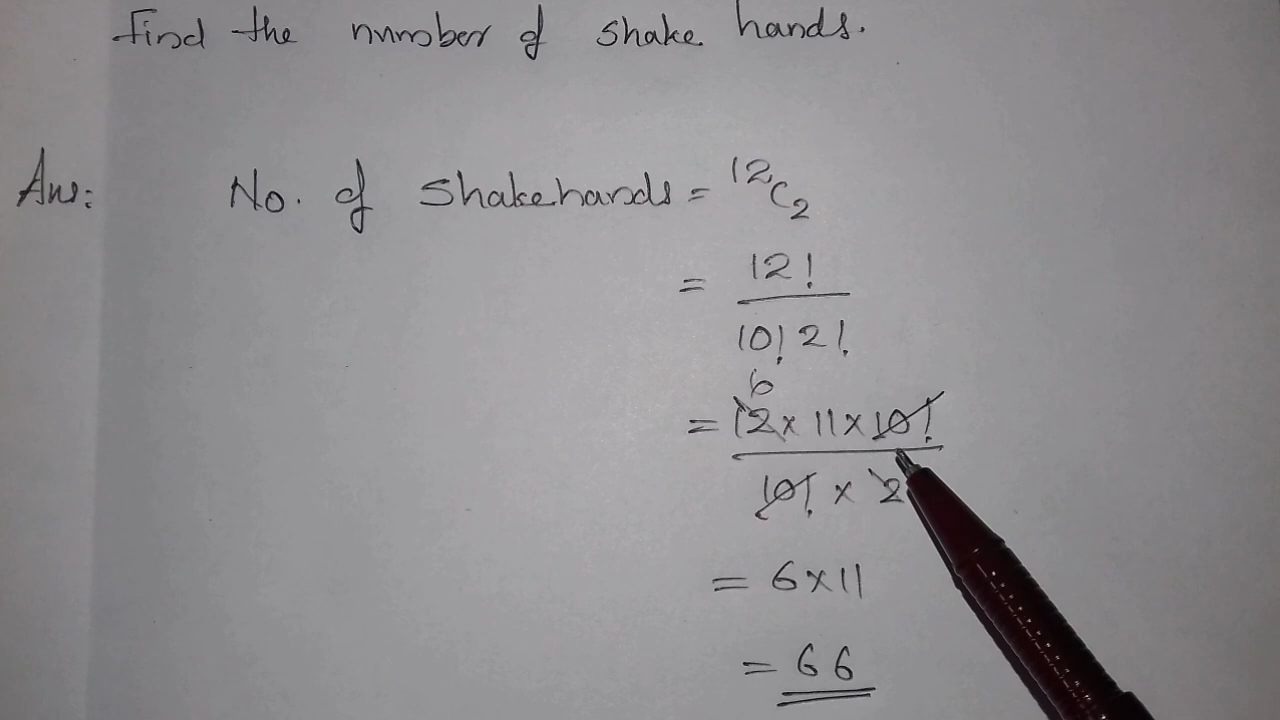 find the number of shake hands.
Ans: No. of shakehands = ¹²C₂
= 12! / 10! 2!
6
= 12 x 11 x 10! / 10! x 2
= 6 x 11
= 66